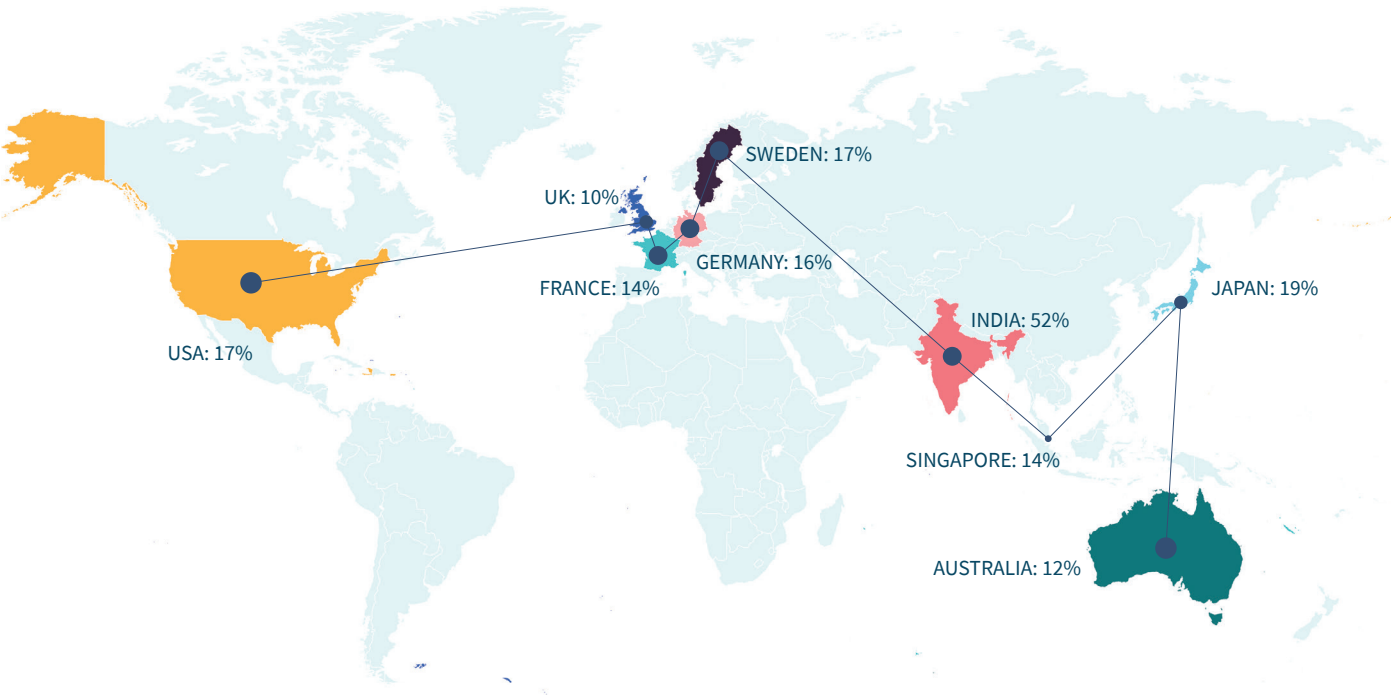 SWEDEN: 17%
UK: 10%
GERMANY: 16%
FRANCE: 14%
JAPAN: 19%
INDIA: 52%
USA: 17%
SINGAPORE: 14%
AUSTRALIA: 12%